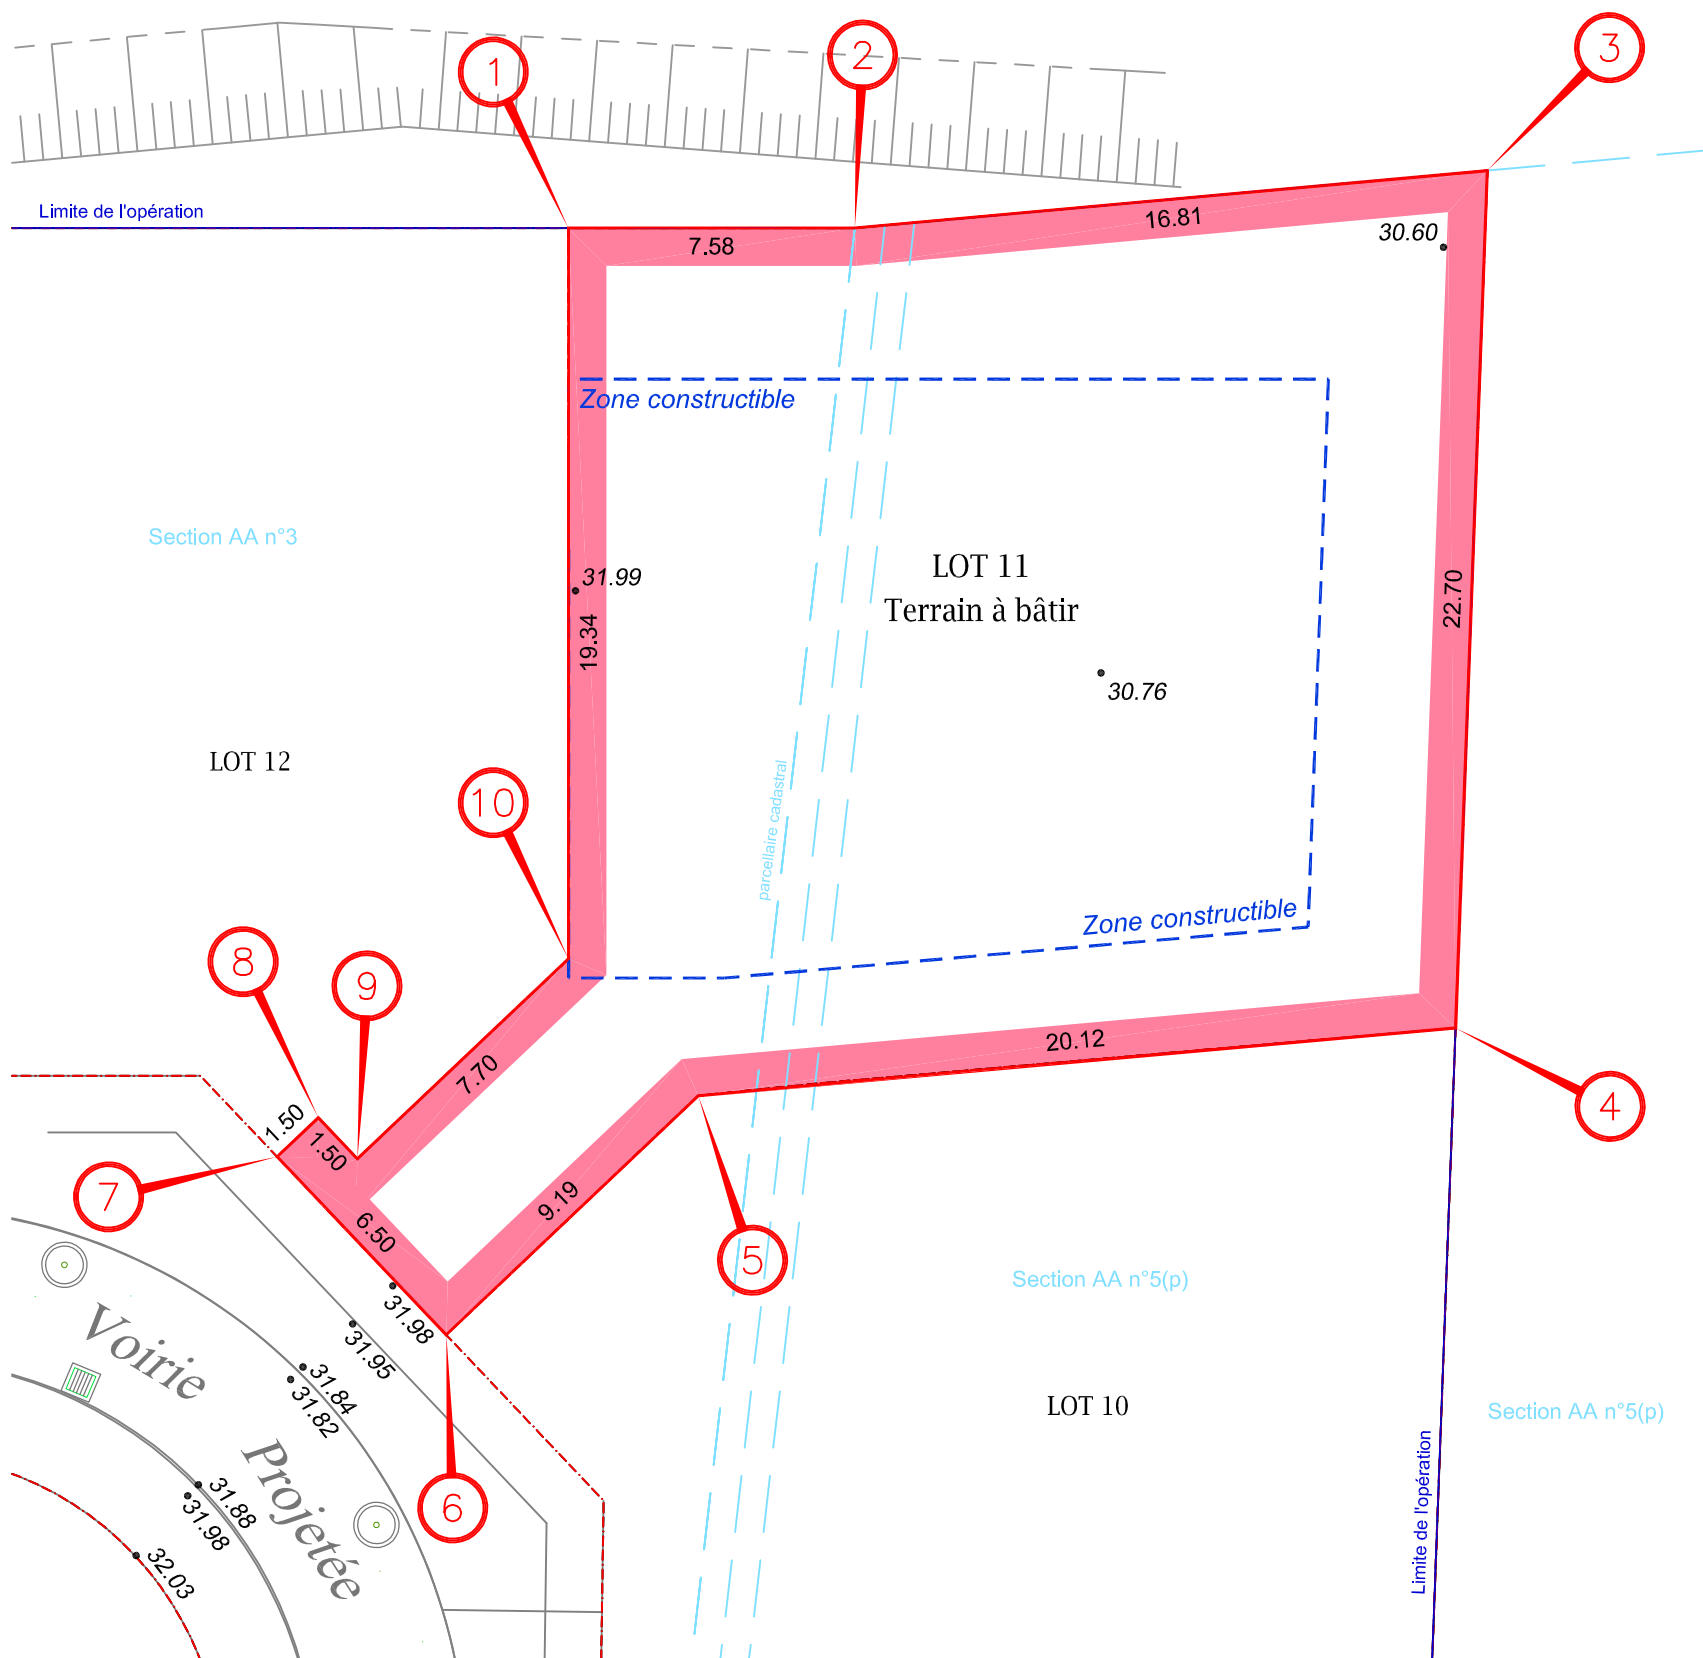 1
2
3
Limite de l'opération
7.58
16.81
30.60
Zone constructible
Section AA n°3
LOT 11
Terrain à bâtir
31.99
19.34
22.70
30.76
LOT 12
10
parcellaire cadastral
Zone constructible
8
9
20.12
7.70
4
1.50
1.50
7
9.19
6.50
5
Section AA n°5(p)
31.98
31.95
31.84
31.82
Voirie
Projetée
LOT 10
Section AA n°5(p)
Limite de l'opération
6
31.88
31.98
32.03